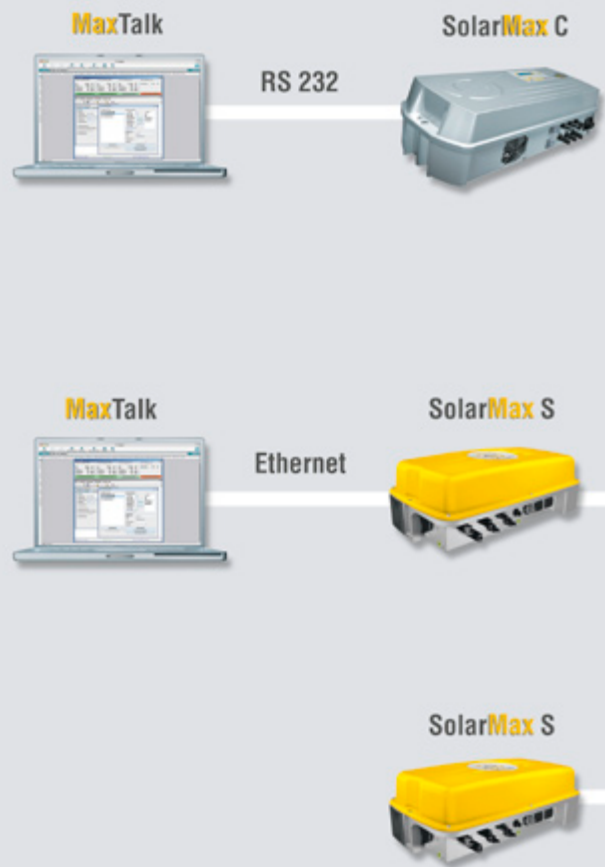 MaxTalk
SolarMax C
RS 232
MaxTalk
SolarMax S
Ethernet
SolarMax S